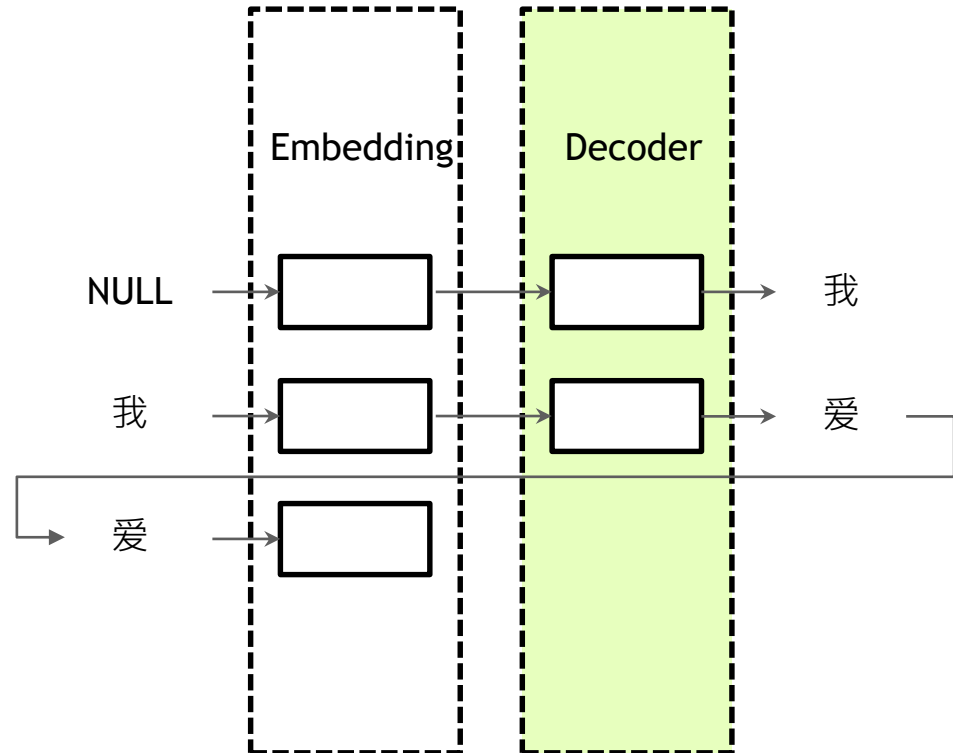 Embedding Decoder
NULL 我
我 爱
爱